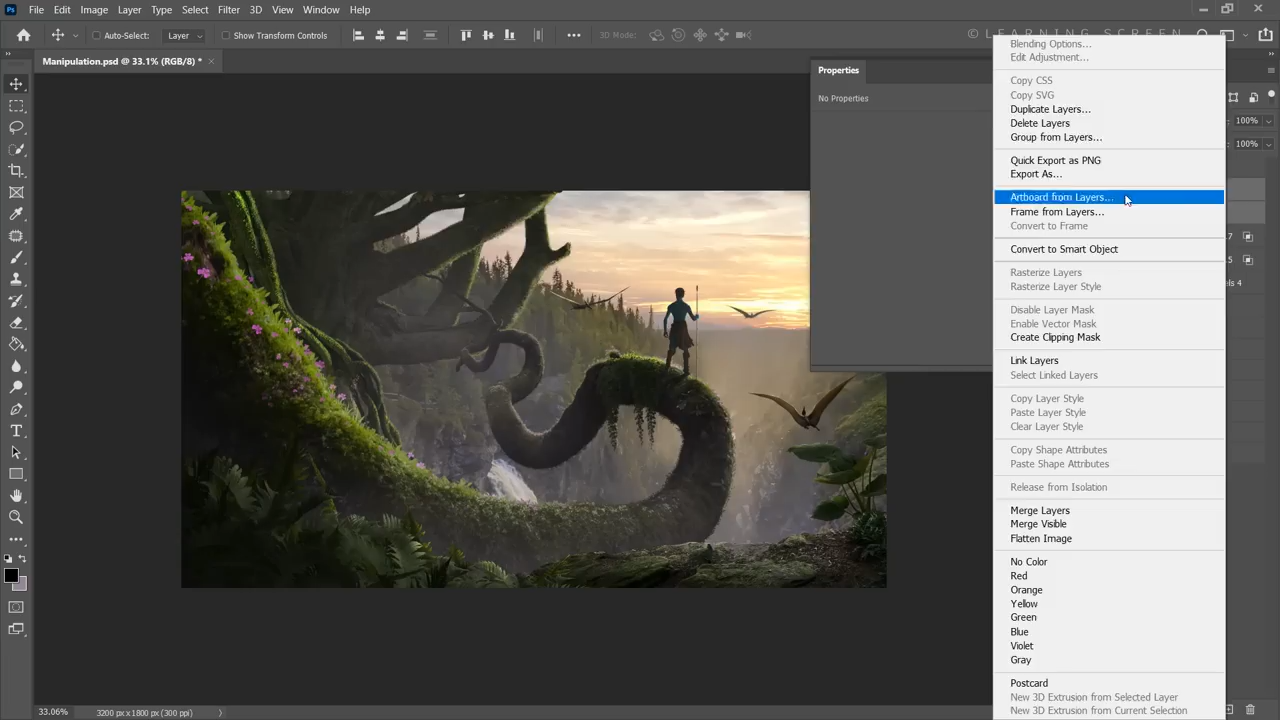 Ps File Edit Image Layer Type Select Filter 3D View Window Help
Auto-Select: Layer Show Transform Controls 3D Mode:
© LEARNING SCREEN
Manipulation.psd @ 33.1% (RGB/8) *
Properties
No Properties
Blending Options...
Edit Adjustment...
Copy CSS
Copy SVG
Duplicate Layers...
Delete Layers
Group from Layers...
Quick Export as PNG
Export As...
Artboard from Layers...
Frame from Layers...
Convert to Frame
Convert to Smart Object
Rasterize Layers
Rasterize Layer Style
Disable Layer Mask
Enable Vector Mask
Create Clipping Mask
Link Layers
Select Linked Layers
Copy Layer Style
Paste Layer Style
Clear Layer Style
Copy Shape Attributes
Paste Shape Attributes
Release from Isolation
Merge Layers
Merge Visible
Flatten Image
No Color
Red
Orange
Yellow
Green
Blue
Violet
Gray
Postcard
New 3D Extrusion from Selected Layer
New 3D Extrusion from Current Selection
100%
100%
7
5
els 4
33.06% 3200 px x 1800 px (300 ppi)